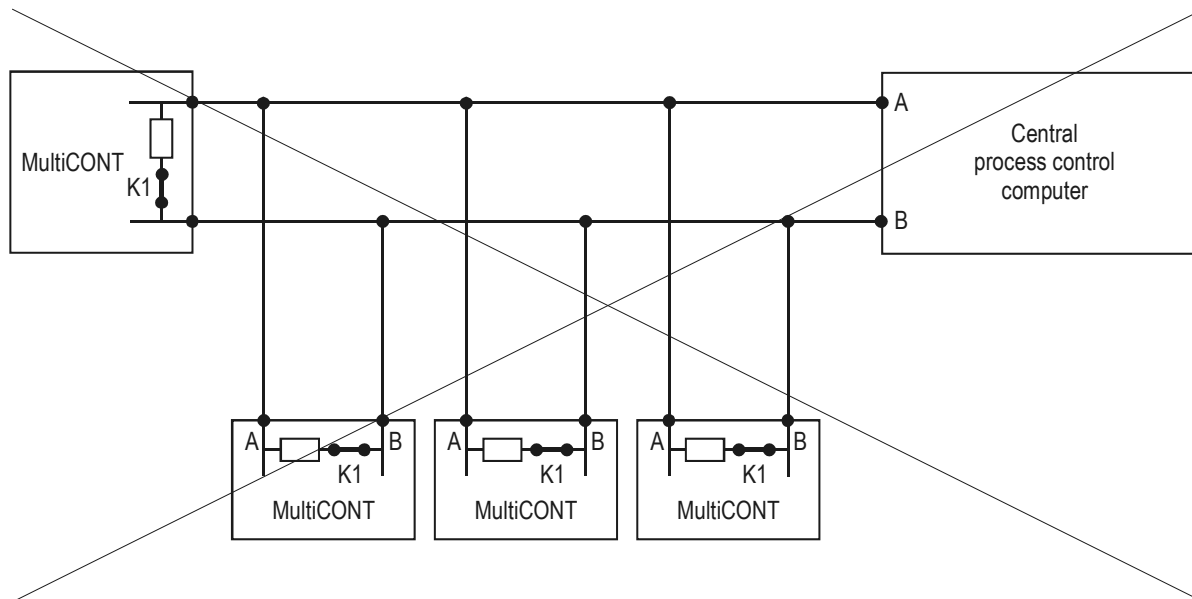 A
Central
process control
computer
MultiCONT
K1
B
A
B
K1
MultiCONT
A
B
K1
MultiCONT
A
B
K1
MultiCONT